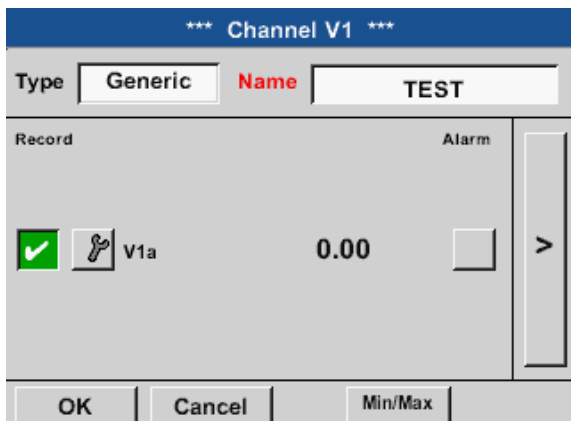 *** Channel V1 ***
Type Generic Name TEST
Record Alarm
✔ V1a 0.00
>
OK Cancel Min/Max